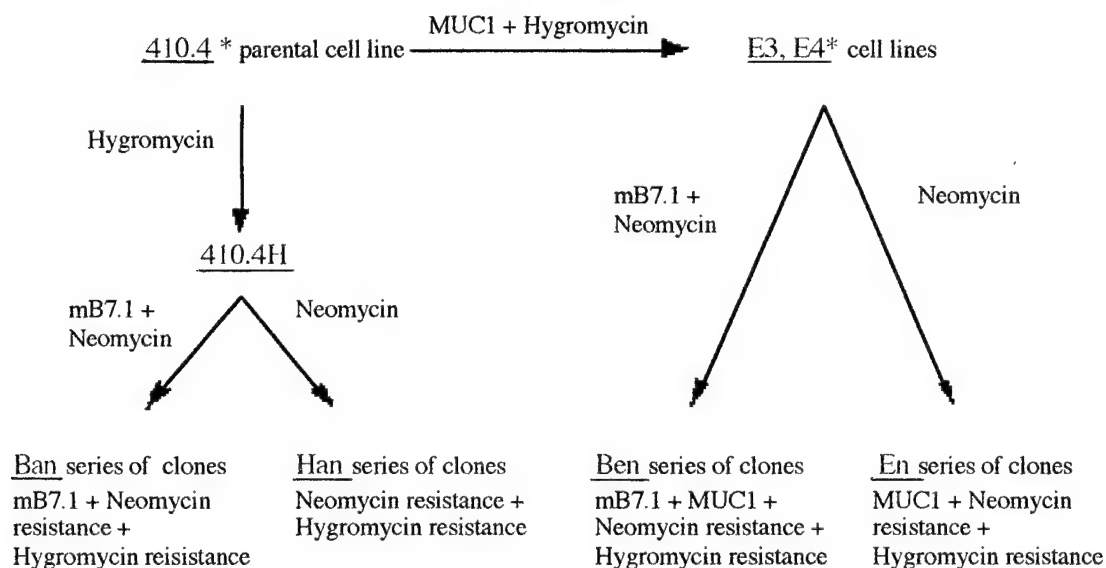 MUC1 + Hygromycin
410.4 * parental cell line
E3, E4* cell lines
Hygromycin
mB7.1 +
Neomycin
Neomycin
410.4H
mB7.1 +
Neomycin
Neomycin
Ban series of clones
mB7.1 + Neomycin
resistance +
Hygromycin reisistance
Han series of clones
Neomycin resistance +
Hygromycin resistance
Ben series of clones
mB7.1 + MUC1 +
Neomycin resistance +
Hygromycin resistance
En series of clones
MUC1 + Neomycin
resistance +
Hygromycin resistance